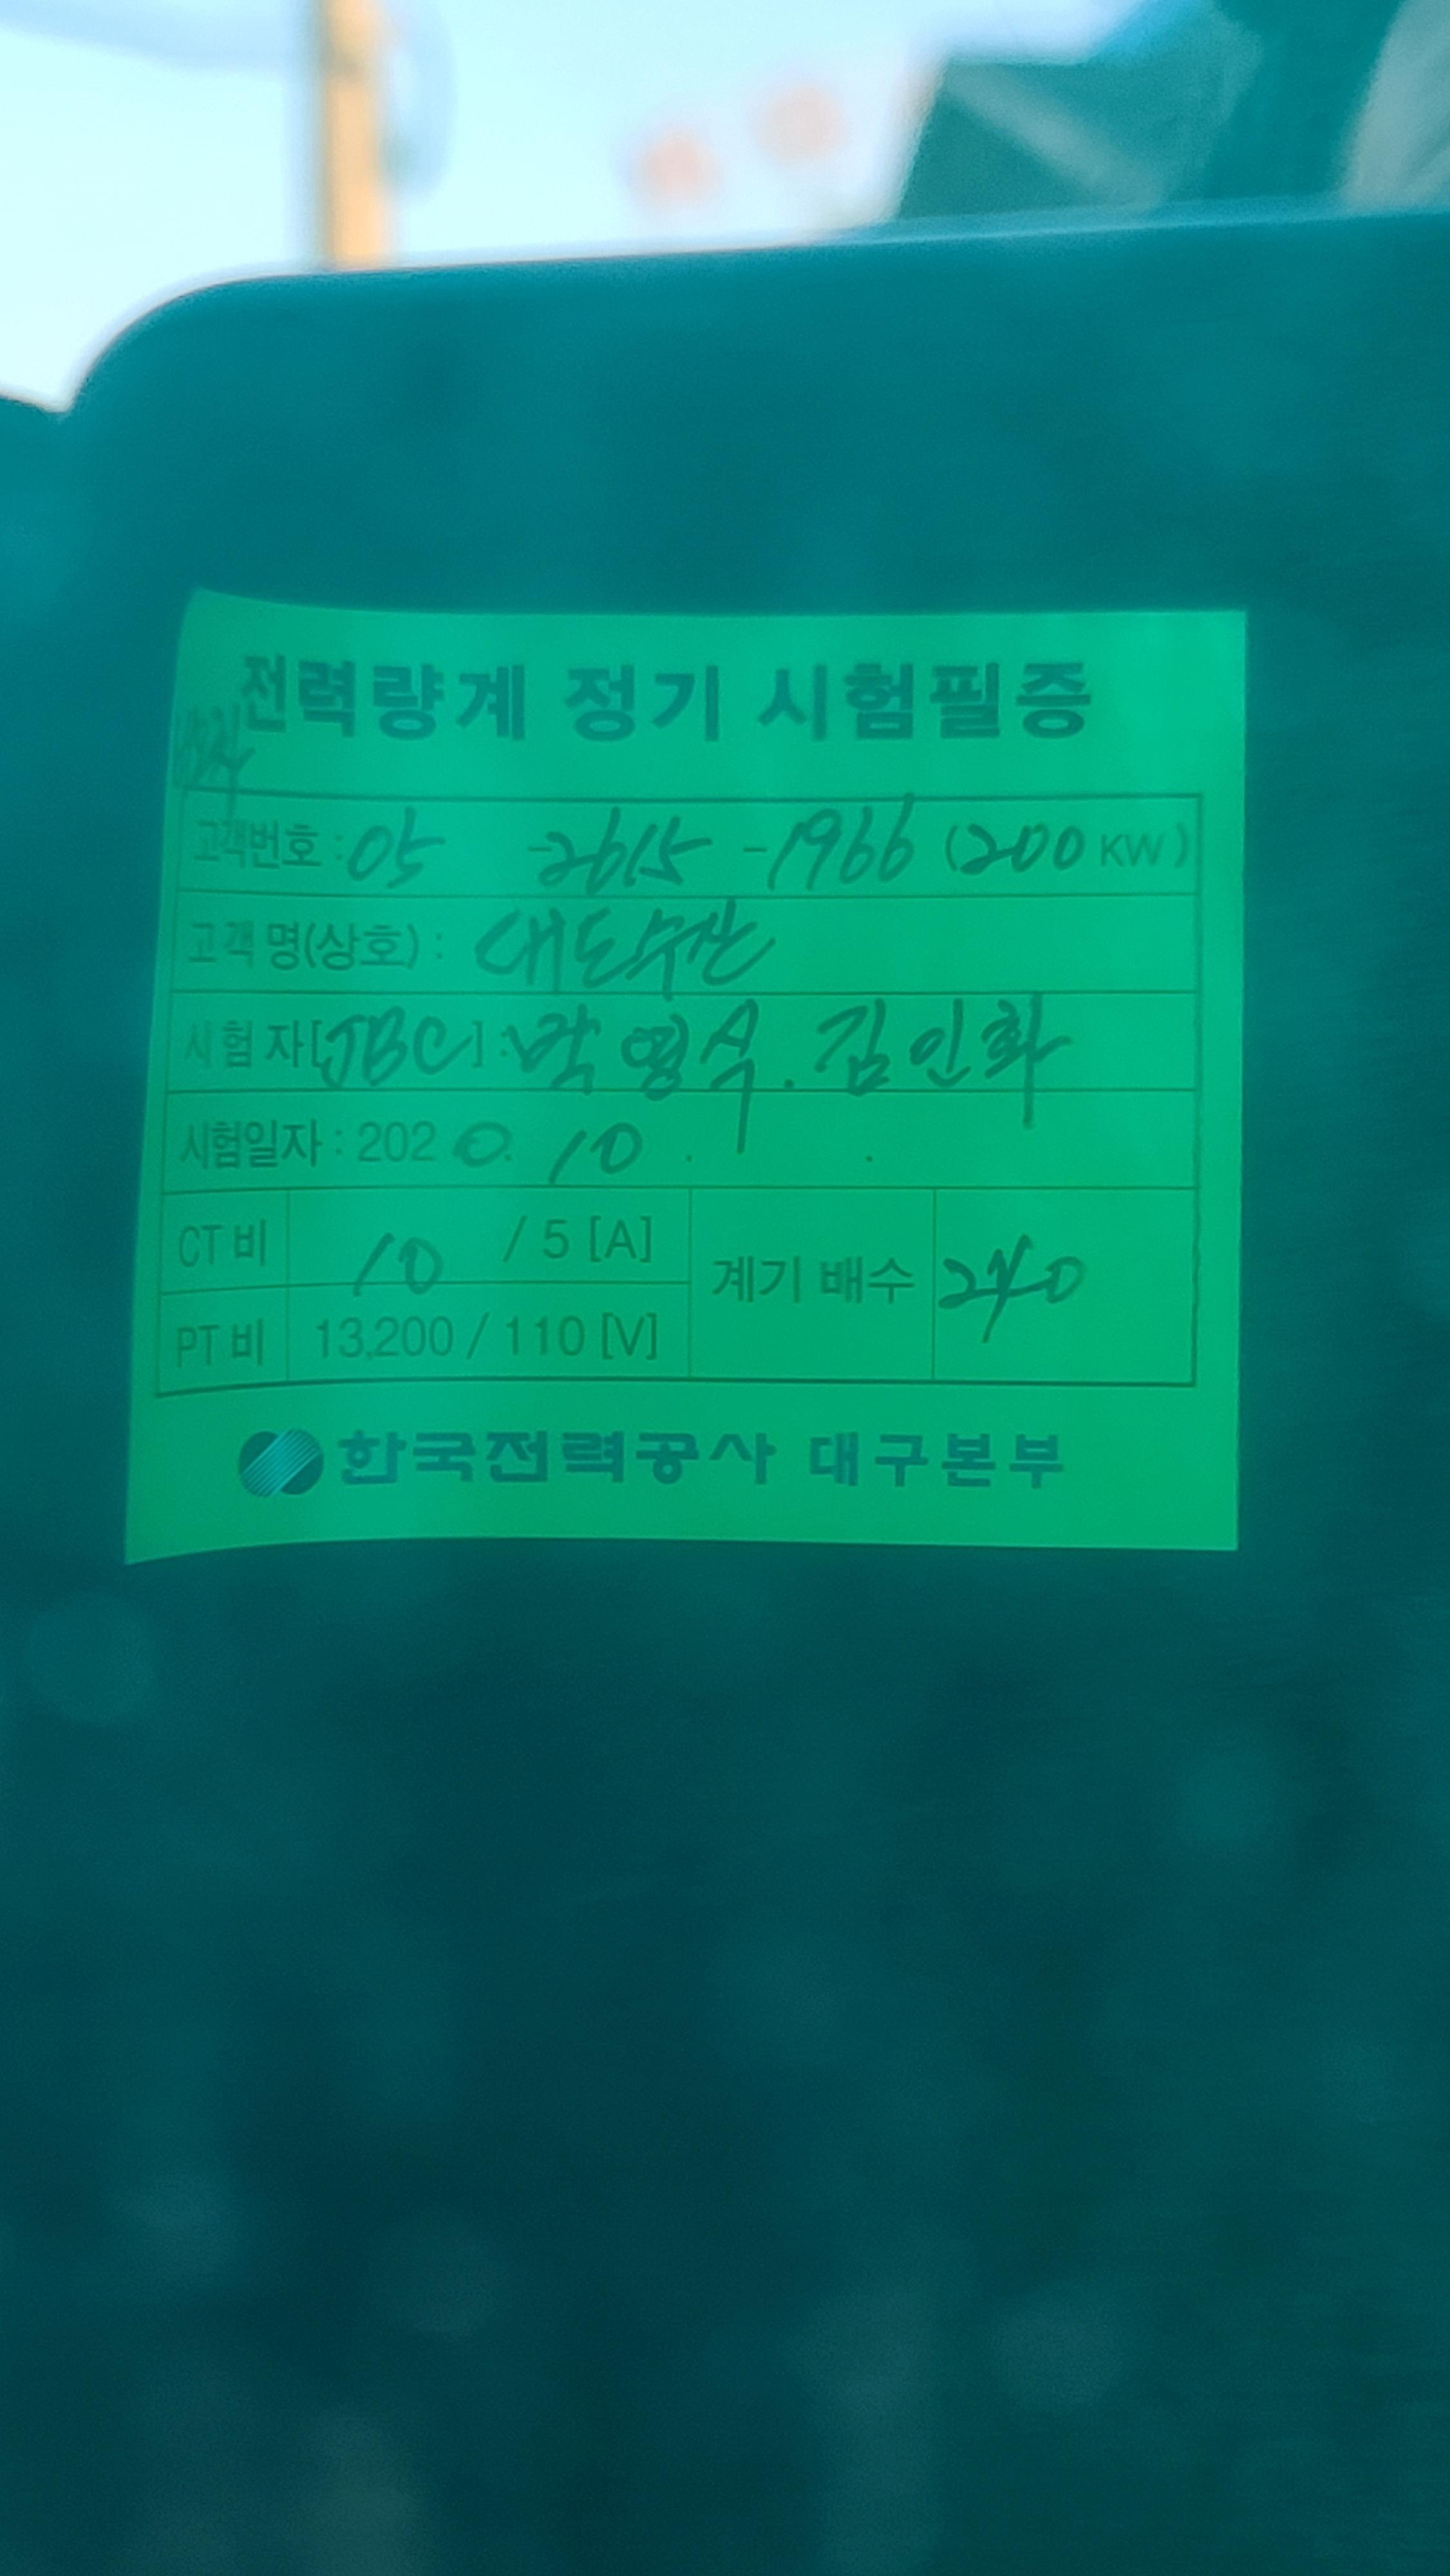 전력량계 정기 시험필증
고객번호 : 05 -2615 -1966 (200 KW)
고객 명(상호) : 대도수산
시험 자[JBC] : 박영식. 김인화
시험일자 : 2020. 10 . .
CT 비 10 / 5 [A]
계기 배수 240
PT 비 13,200 / 110 [V]
한국전력공사 대구본부